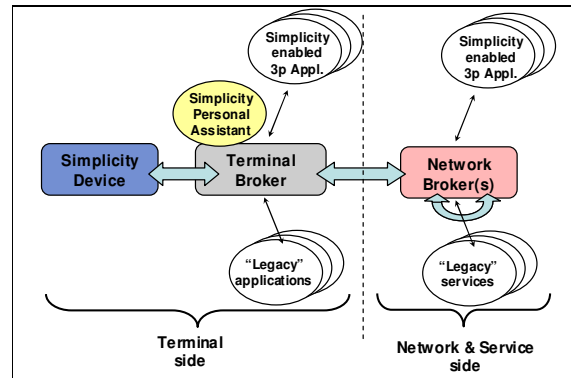 Simplicity
enabled
3p Appl.
Simplicity
enabled
3p Appl.
Simplicity
Personal
Assistant
Simplicity
Device
Terminal
Broker
Network
Broker(s)
“Legacy”
applications
“Legacy”
services
Terminal
side
Network & Service
side